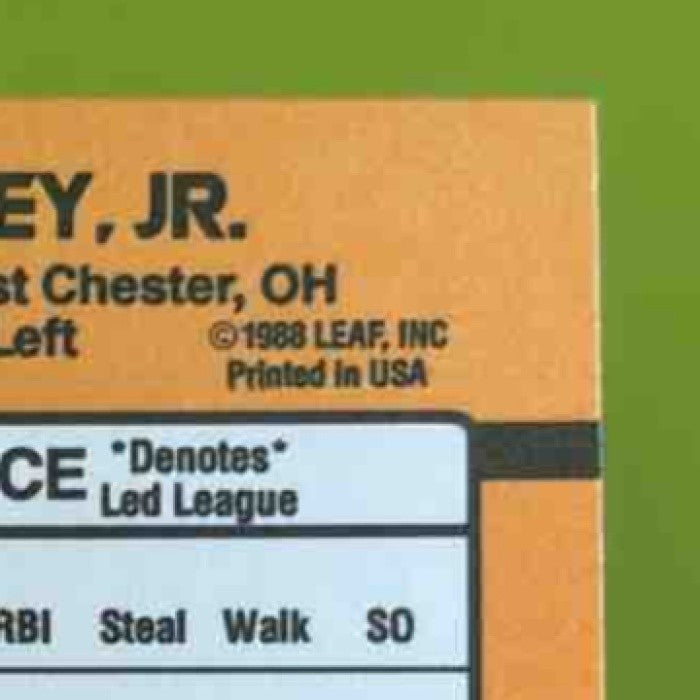 EY, JR.
st Chester, OH
Left ©1988 LEAF, INC
Printed in USA
CE *Denotes*
Led League
RBI Steal Walk SO